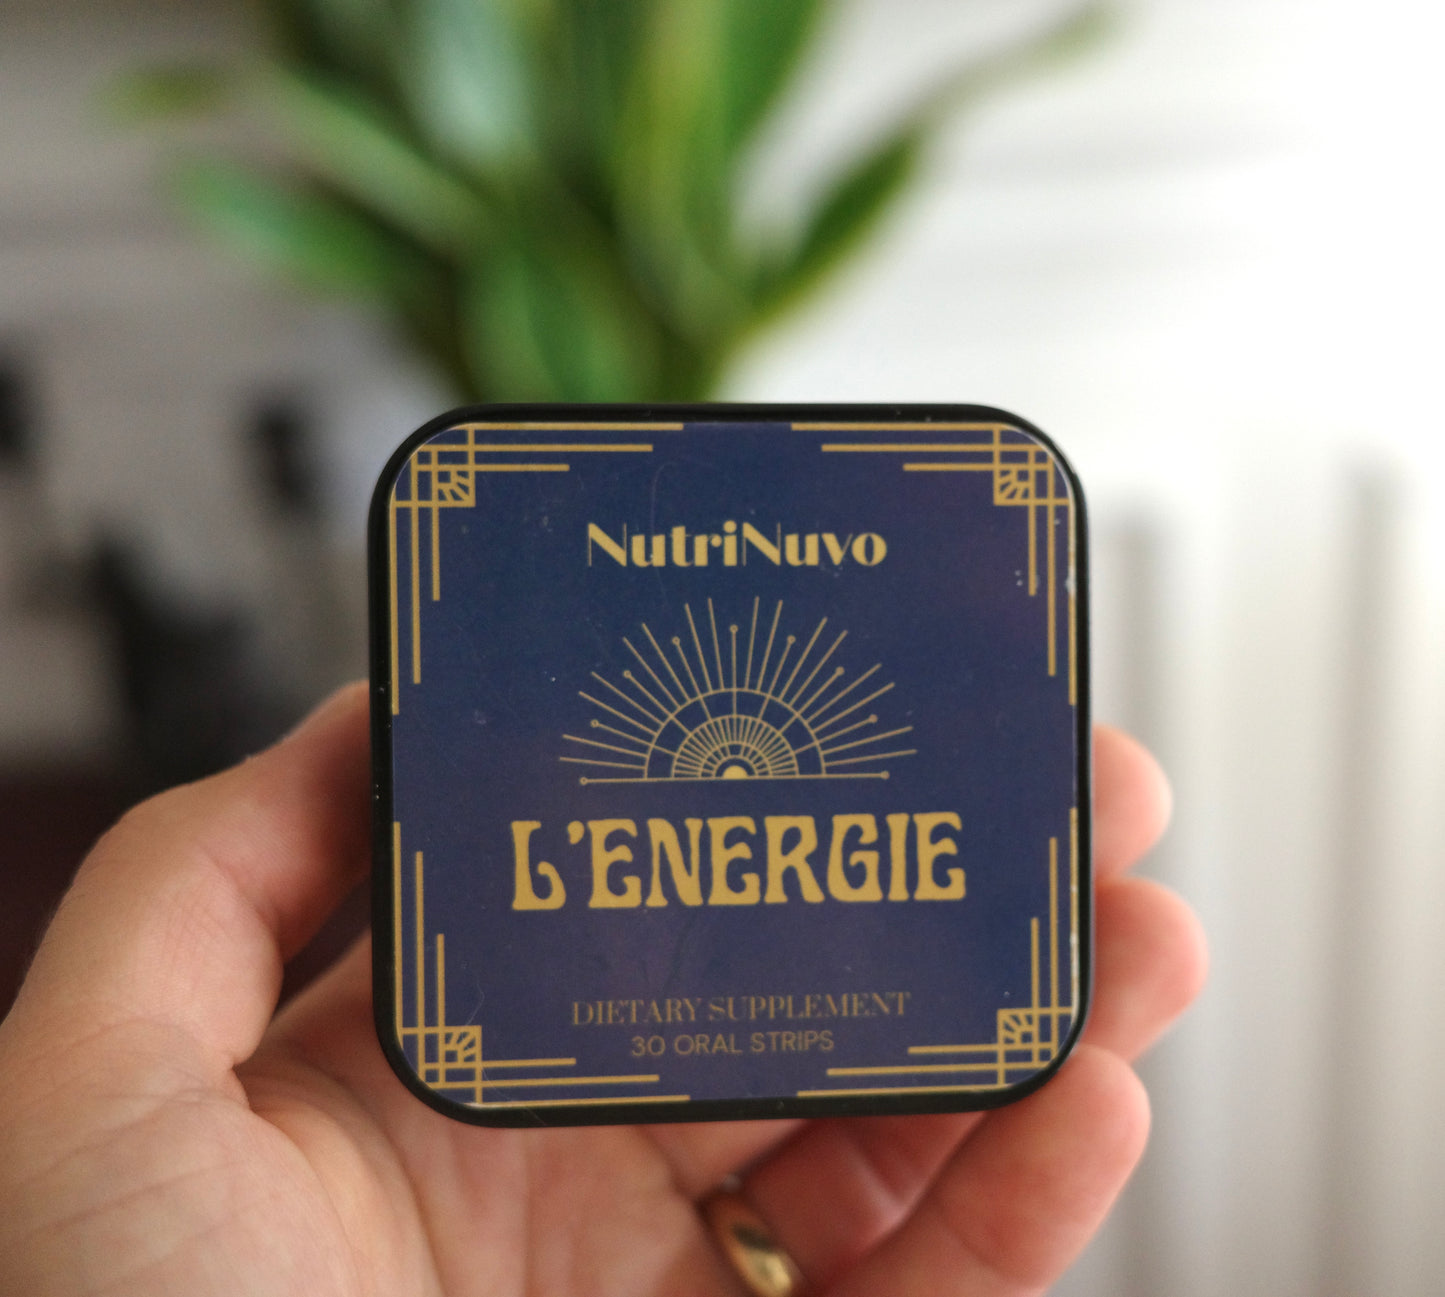 NutriNuvo
L'ENERGIE
DIETARY SUPPLEMENT
30 ORAL STRIPS